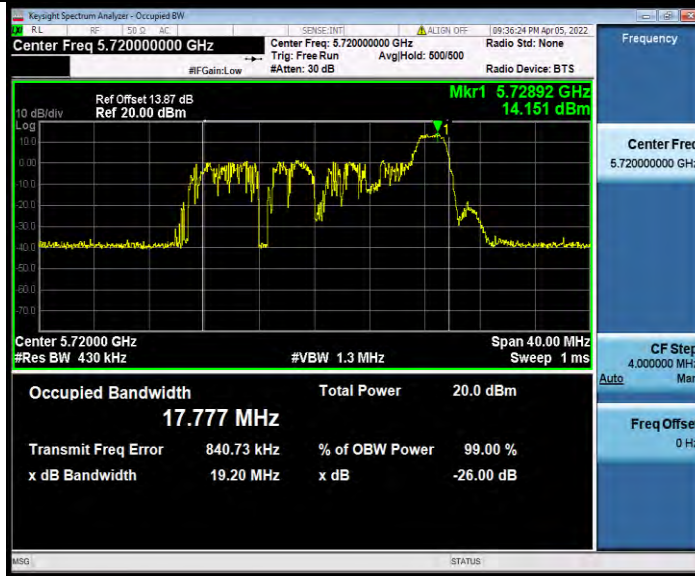 Keysight Spectrum Analyzer - Occupied BW
RL RF 50 Ω AC SENSE:INT ALIGN OFF 09:36:24 PM Apr 05, 2022
Center Freq 5.720000000 GHz
Center Freq: 5.720000000 GHz
Radio Std: None
Trig: Free Run Avg|Hold: 500/500
#IFGain:Low
#Atten: 30 dB
Radio Device: BTS
Frequency
Ref Offset 13.87 dB
Mkr1 5.72892 GHz
10 dB/div Ref 20.00 dBm
14.151 dBm
Log
1
10.0
0.00
-10.0
-20.0
-30.0
-40.0
-50.0
-70.0
Center 5.72000 GHz
Span 40.00 MHz
#Res BW 430 kHz
#VBW 1.3 MHz
Sweep 1 ms
Center Freq
5.720000000 GHz
CF Step
4.000000 MHz
Auto Man
Freq Offset
0 Hz
Occupied Bandwidth
Total Power 20.0 dBm
17.777 MHz
Transmit Freq Error 840.73 kHz
% of OBW Power 99.00 %
x dB Bandwidth 19.20 MHz
x dB -26.00 dB
MSG
STATUS